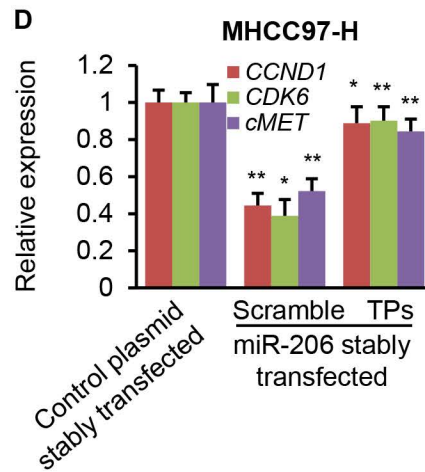 D
MHCC97-H
Relative expression
1.2
1
0.8
0.6
0.4
0.2
0
CCND1
CDK6
cMET
** * **
* ** **
Control plasmid
stably transfected
Scramble TPs
miR-206 stably
transfected